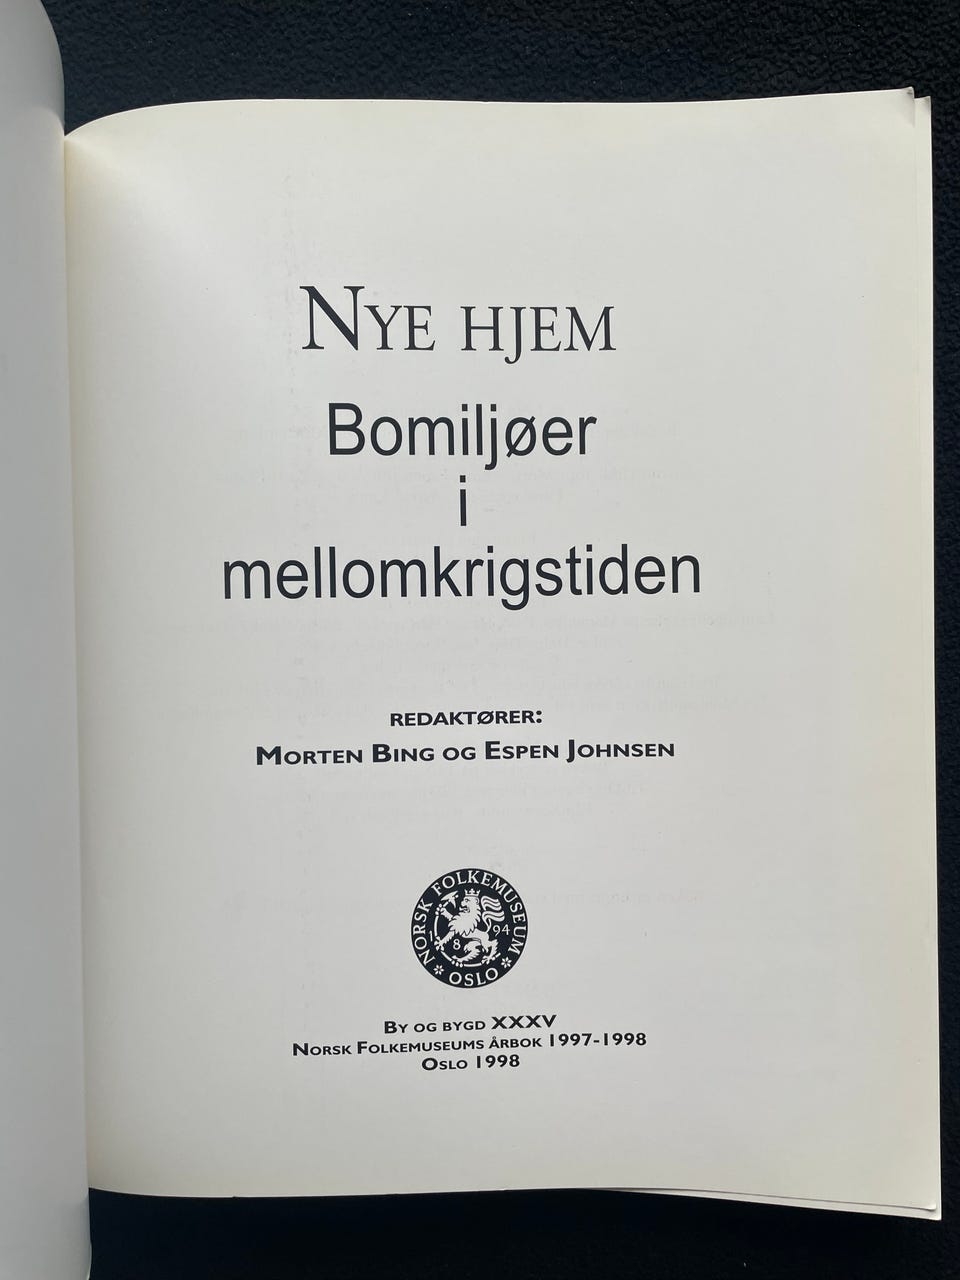 NYE HJEM
Bomiljøer
i
mellomkrigstiden
REDAKTØRER:
MORTEN BING OG ESPEN JOHNSEN
NORSK FOLKEMUSEUM
1894
OSLO
BY OG BYGD XXXV
NORSK FOLKEMUSEUMS ÅRBOK 1997-1998
OSLO 1998